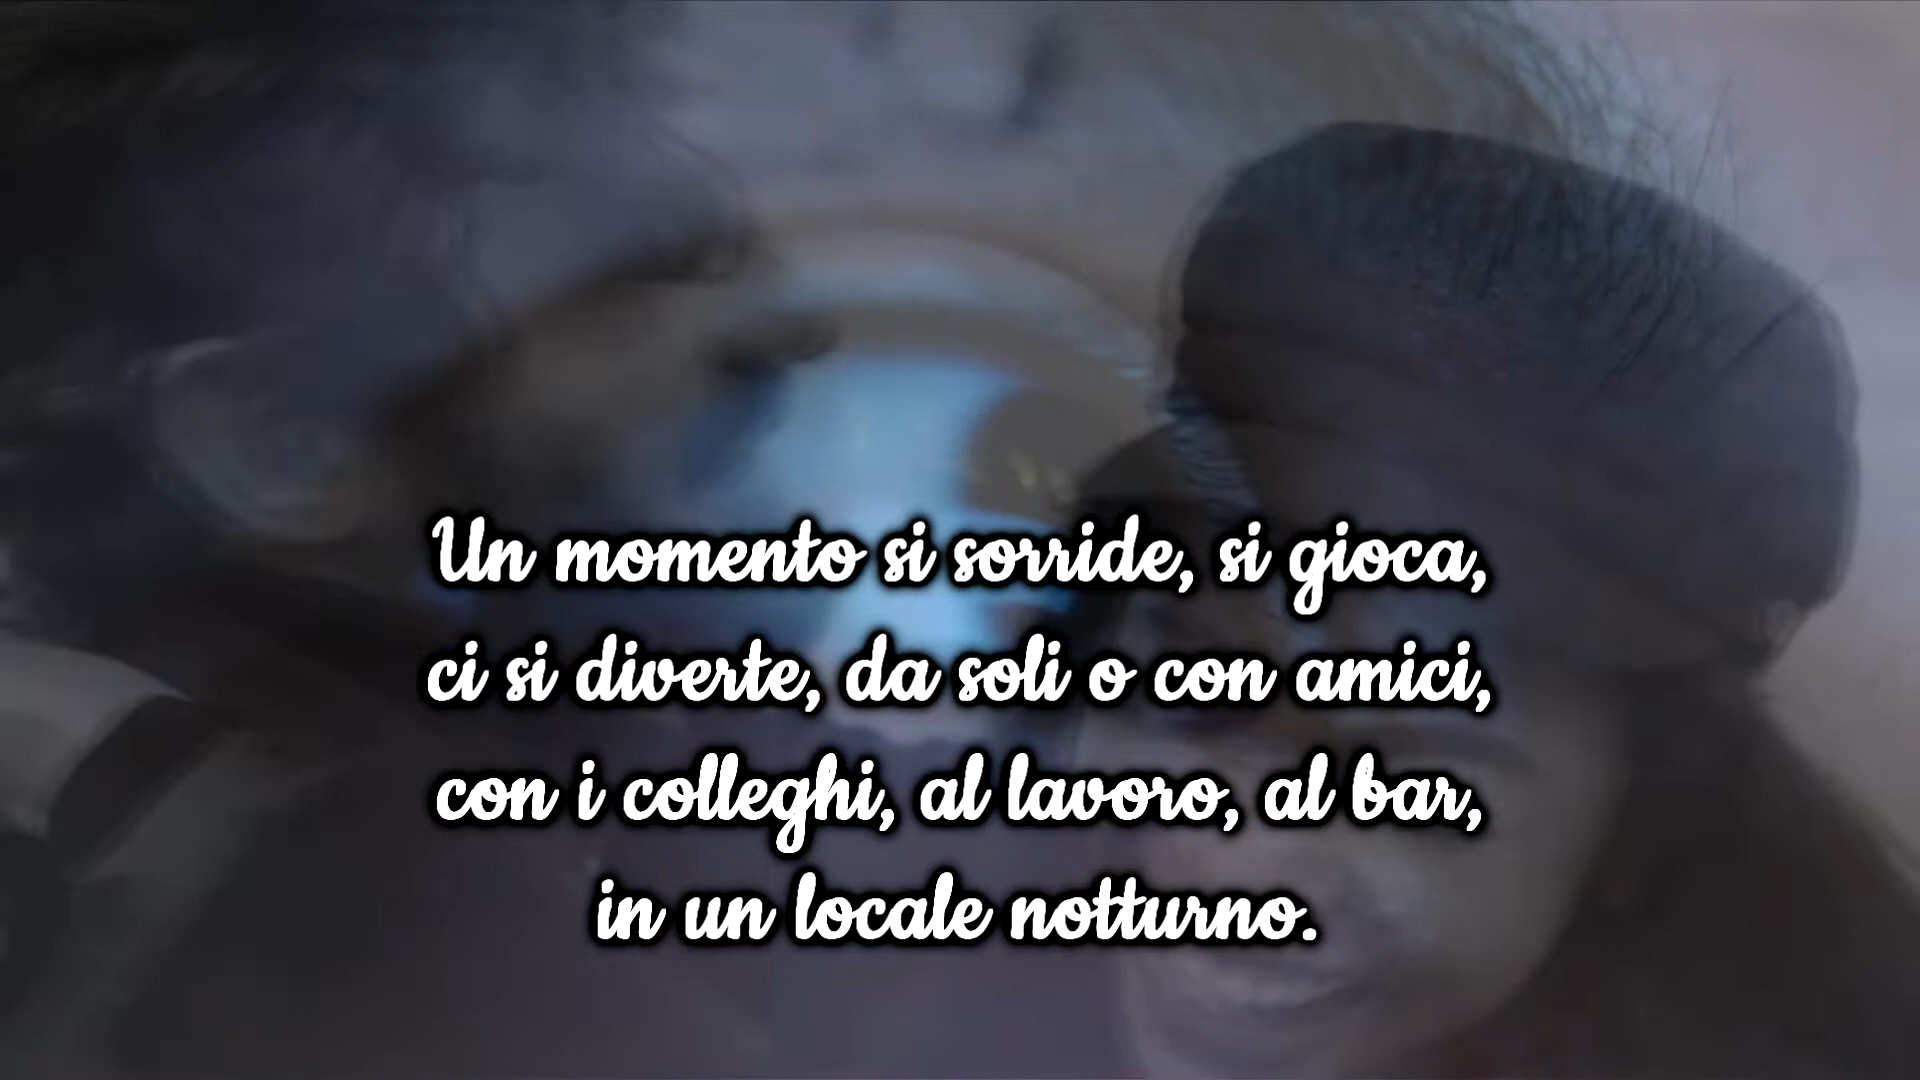 Un momento si sorride, si gioca,
ci si diverte, da soli o con amici,
con i colleghi, al lavoro, al bar,
in un locale notturno.